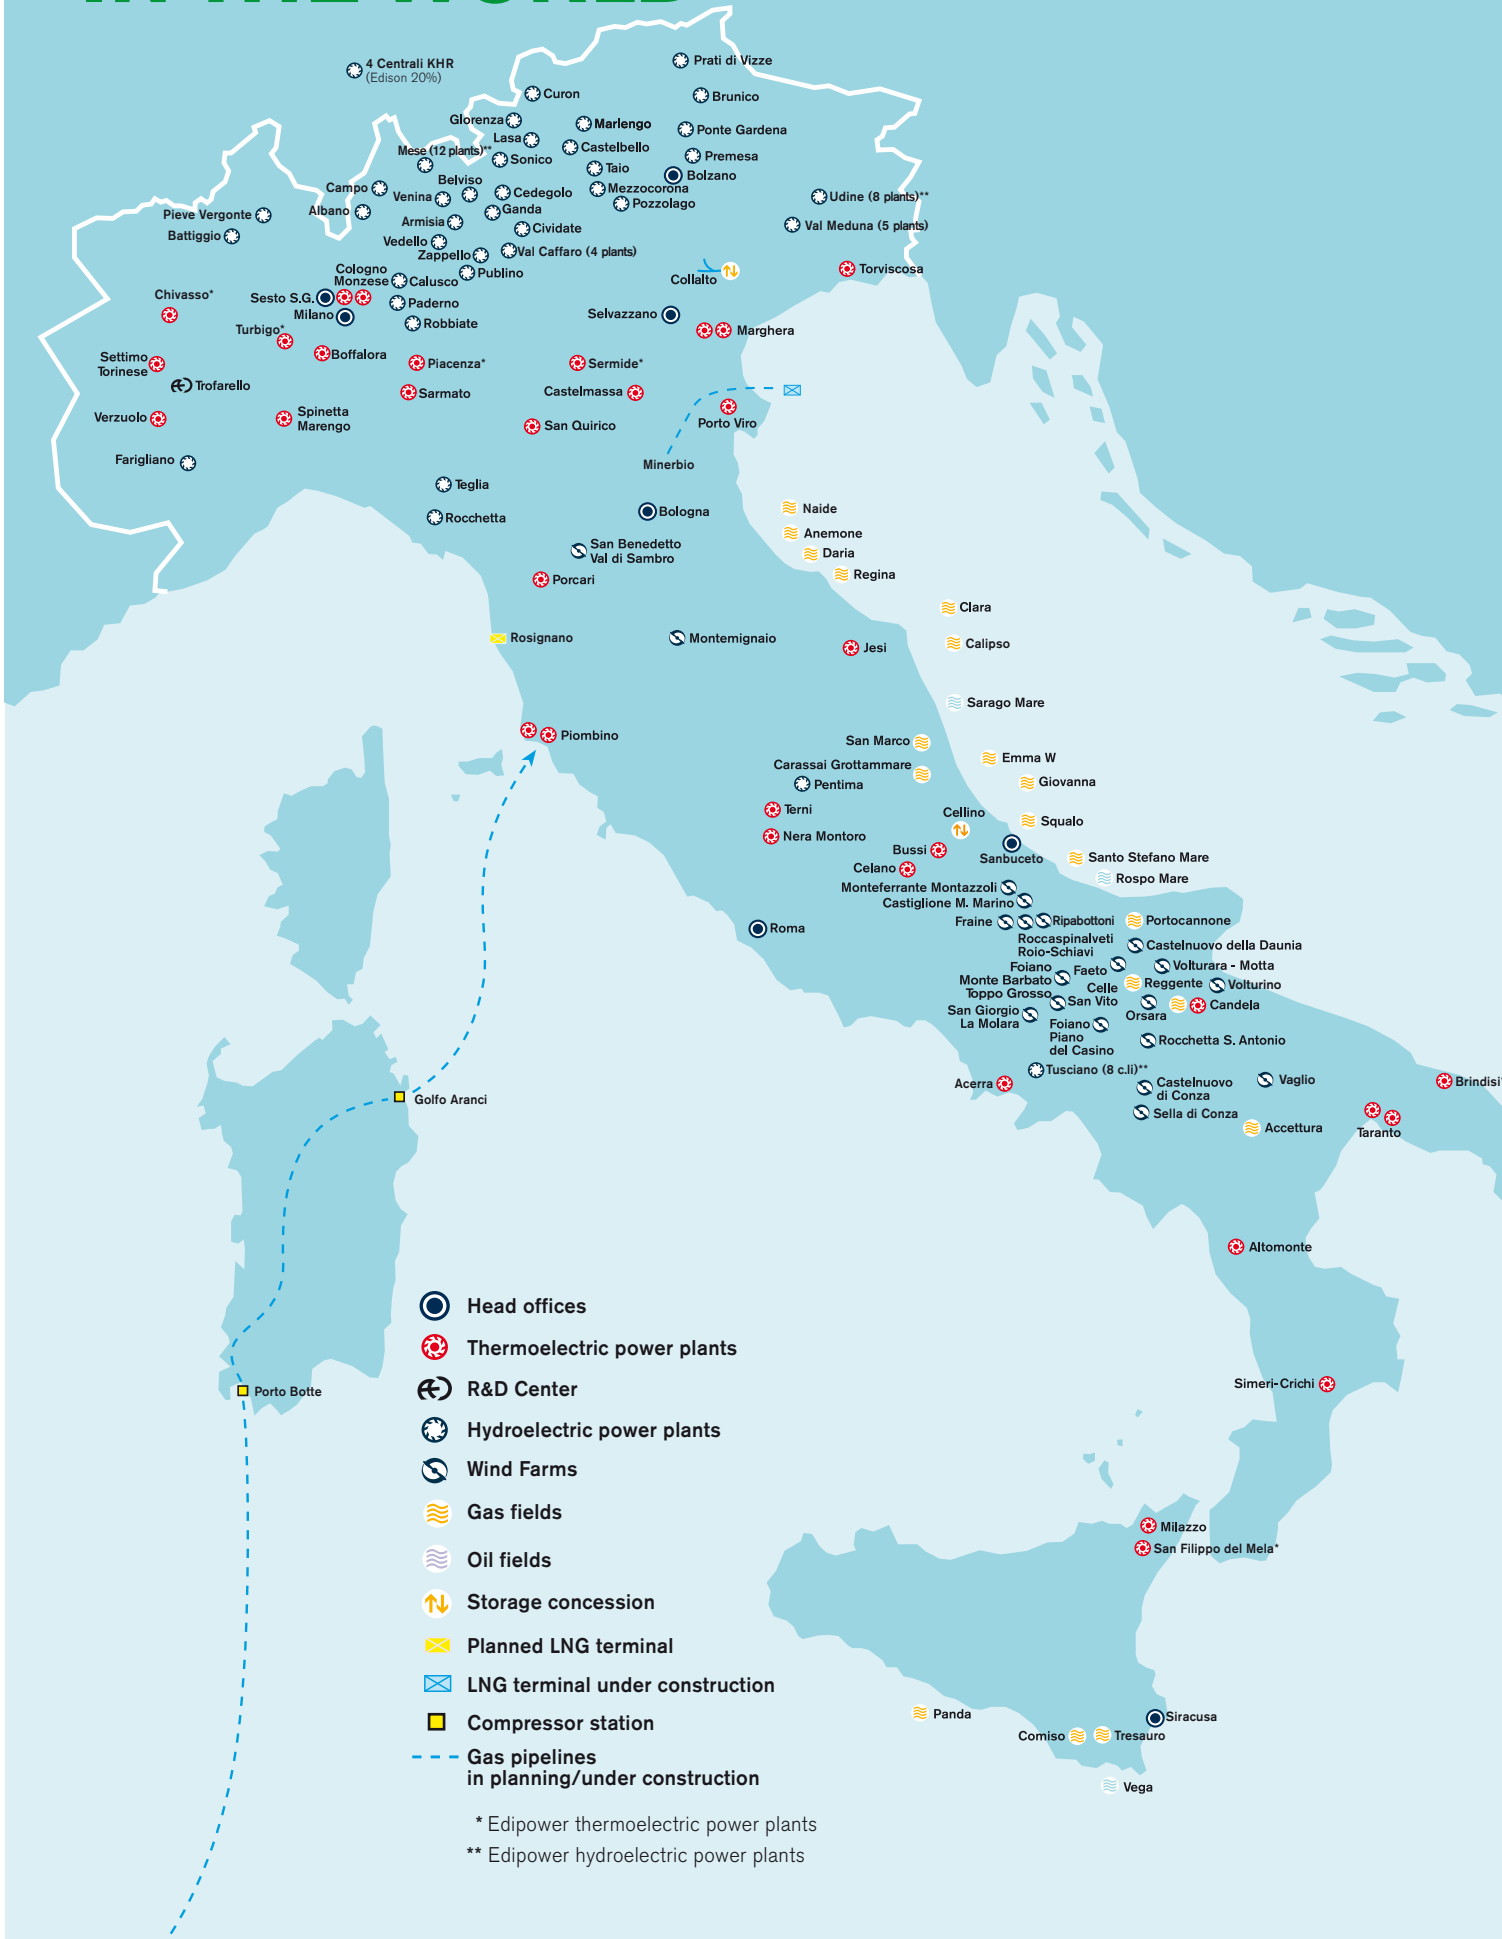 IN THE WORLD
4 Centrali KHR
(Edison 20%)
Prati di Vizze
Curon
Brunico
Glorenza
Marlengo
Ponte Gardena
Lasa
Castelbello
Mese (12 plants)**
Sonico
Premesa
Taio
Bolzano
Campo
Belviso
Venina
Cedegolo
Mezzocorona
Udine (8 plants)**
Pozzolago
Pieve Vergonte
Albano
Ganda
Armisia
Cividate
Val Meduna (5 plants)
Battiggio
Vedello
Zappello
Val Caffaro (4 plants)
Cologno
Monzese
Publino
Calusco
Collalto
Torviscosa
Chivasso*
Sesto S.G.
Paderno
Milano
Robbiate
Selvazzano
Marghera
Turbigo*
Boffalora
Settimo
Torinese
Piacenza*
Sermide*
Trofarello
Sarmato
Castelmassa
Verzuolo
Spinetta
Marengo
San Quirico
Porto Viro
Farigliano
Minerbio
Teglia
Rocchetta
Bologna
Naide
Anemone
San Benedetto
Val di Sambro
Daria
Porcari
Regina
Clara
Rosignano
Montemignaio
Jesi
Calipso
Sarago Mare
Piombino
San Marco
Emma W
Carassai Grottammare
Pentima
Giovanna
Terni
Cellino
Squalo
Nera Montoro
Bussi
Sanbuceto
Santo Stefano Mare
Celano
Rospo Mare
Monteferrante Montazzoli
Castiglione M. Marino
Fraine
Ripabottoni
Portocannone
Roma
Roccaspinalveti
Roio-Schiavi
Castelnuovo della Daunia
Foiano
Monte Barbato
Toppo Grosso
Faeto
Volturara - Motta
Celle
Reggente
Volturino
San Vito
Orsara
Candela
San Giorgio
La Molara
Foiano
Piano
del Casino
Rocchetta S. Antonio
Tusciano (8 c.li)**
Acerra
Castelnuovo
di Conza
Vaglio
Brindisi
Golfo Aranci
Sella di Conza
Accettura
Taranto
Altomonte
Simeri-Crichi
Porto Botte
Milazzo
San Filippo del Mela*
Panda
Siracusa
Comiso
Tresauro
Vega
Head offices
Thermoelectric power plants
R&D Center
Hydroelectric power plants
Wind Farms
Gas fields
Oil fields
Storage concession
Planned LNG terminal
LNG terminal under construction
Compressor station
Gas pipelines
in planning/under construction
* Edipower thermoelectric power plants
** Edipower hydroelectric power plants